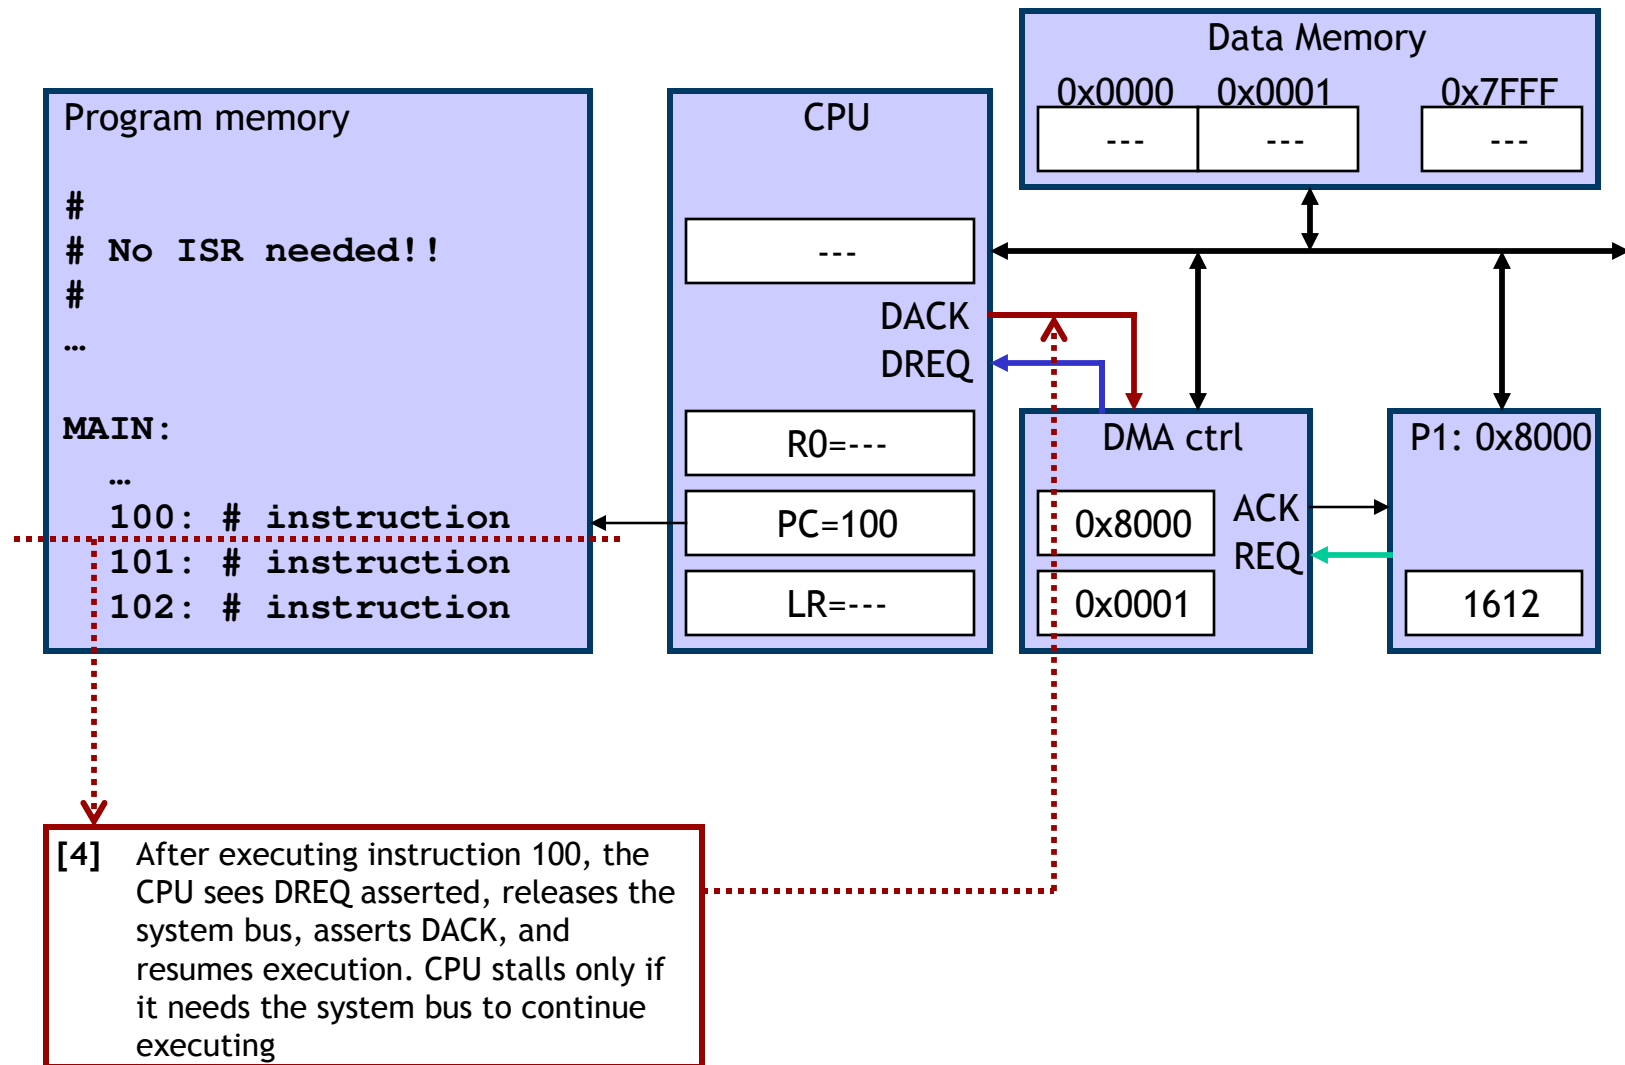 Data Memory
0x0000 0x0001 0x7FFF
--- --- ---
Program memory
#
# No ISR needed!!
#
…
MAIN:
…
100: # instruction
101: # instruction
102: # instruction
CPU
---
DACK
DREQ
R0=---
PC=100
LR=---
DMA ctrl
0x8000
0x0001
ACK
REQ
P1: 0x8000
1612
[4] After executing instruction 100, the
CPU sees DREQ asserted, releases the
system bus, asserts DACK, and
resumes execution. CPU stalls only if
it needs the system bus to continue
executing